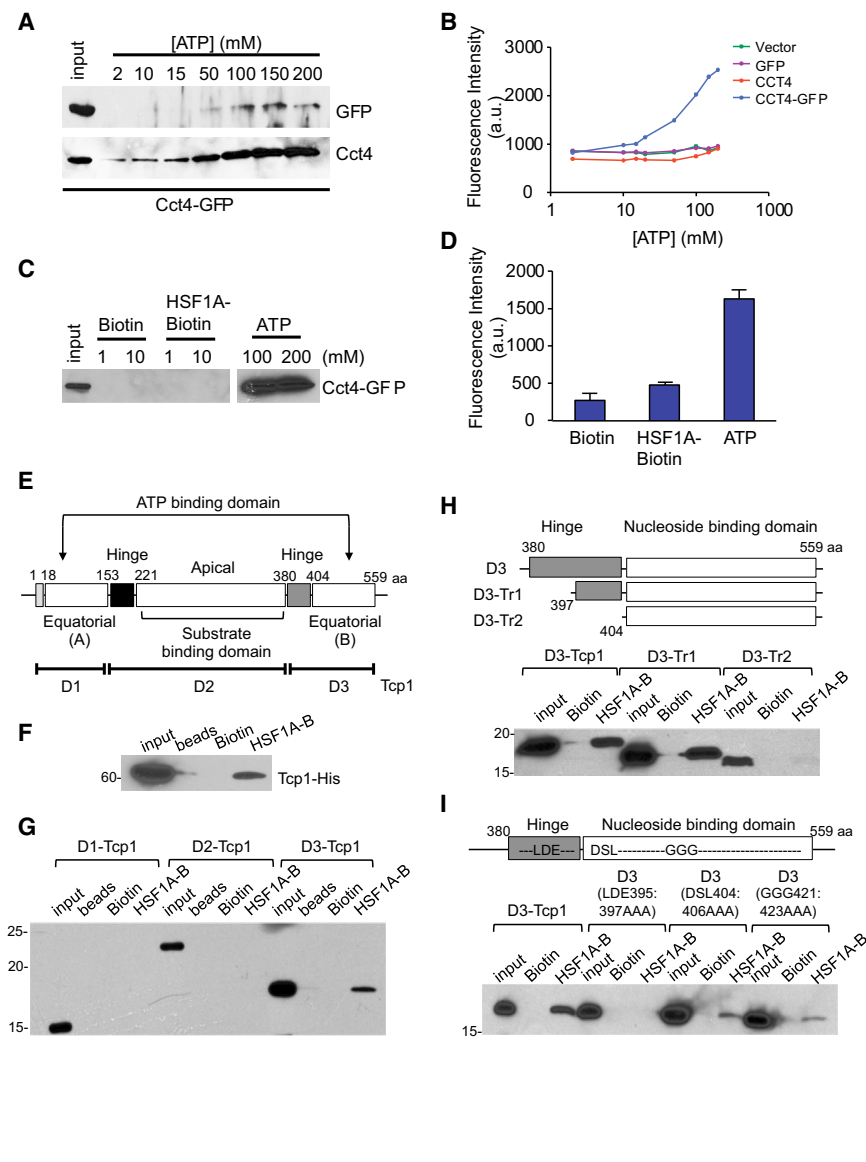 A
[ATP] (mM)
input
2 10 15 50 100 150 200
GFP
Cct4
Cct4-GFP
B
Fluorescence Intensity
(a.u.)
3000
2000
1000
0
1 10 100 1000
[ATP] (mM)
Vector
GFP
CCT4
CCT4-GFP
C
input
Biotin
HSF1A-
Biotin
ATP
1 10 1 10 100 200 (mM)
Cct4-GFP
D
Fluorescence Intensity
(a.u.)
2000
1500
1000
500
0
Biotin HSF1A-
Biotin ATP
E
ATP binding domain
Hinge Apical Hinge
1 18 153 221 380 404 559 aa
Equatorial
(A)
Substrate
binding domain
Equatorial
(B)
D1 D2 D3 Tcp1
F
input beads Biotin HSF1A-B
60-
Tcp1-His
G
D1-Tcp1 D2-Tcp1 D3-Tcp1
input beads Biotin HSF1A-B input beads Biotin HSF1A-B input beads Biotin HSF1A-B
25-
20-
15-
H
Hinge Nucleoside binding domain
380 559 aa
D3
D3-Tr1
397
D3-Tr2
404
D3-Tcp1 D3-Tr1 D3-Tr2
input Biotin HSF1A-B input Biotin HSF1A-B input Biotin HSF1A-B
20-
15-
I
380 Hinge Nucleoside binding domain 559 aa
---LDE--- DSL----------GGG----------------------
D3-Tcp1
D3
(LDE395:
397AAA)
D3
(DSL404:
406AAA)
D3
(GGG421:
423AAA)
input Biotin HSF1A-B input Biotin HSF1A-B input Biotin HSF1A-B input Biotin HSF1A-B
15-